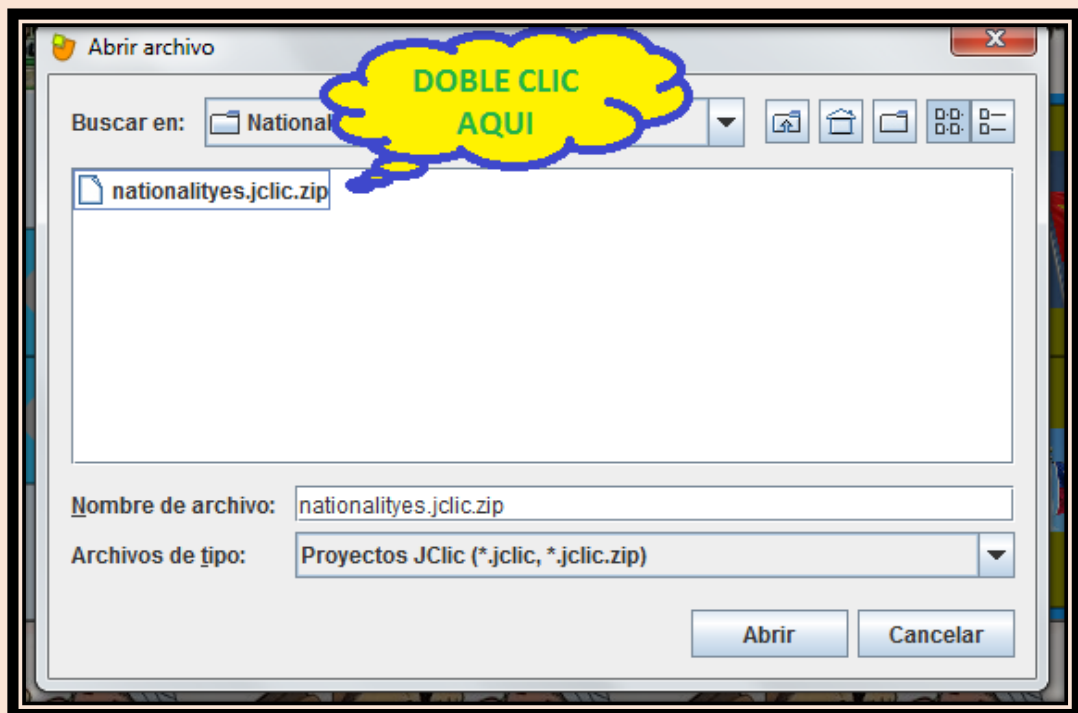 Abrir archivo
X
DOBLE CLIC
AQUI
Buscar en:
nationalityes.jclic.zip
Nombre de archivo: nationalityes.jclic.zip
Archivos de tipo: Proyectos JClic (*.jclic, *.jclic.zip)
Abrir Cancelar